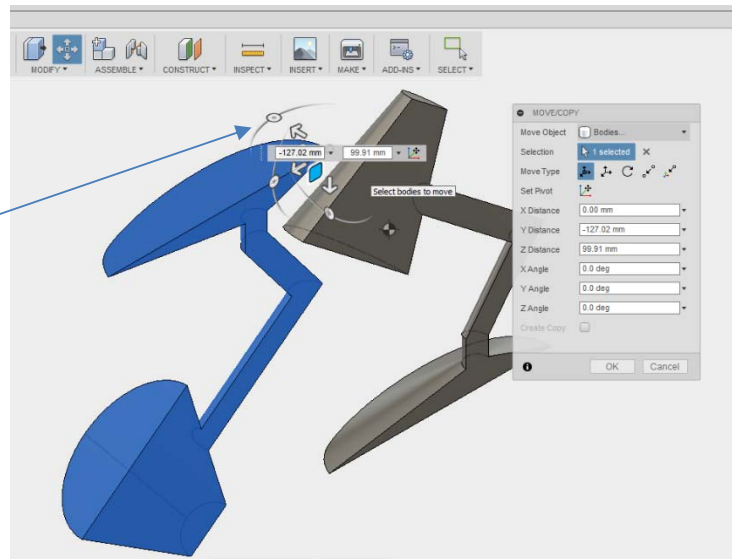 MODIFY ▾ ASSEMBLE ▾ CONSTRUCT ▾ INSPECT ▾ INSERT ▾ MAKE ▾ ADD-INS ▾ SELECT ▾
MOVE/COPY
Move Object Bodies...
Selection 1 selected ×
Move Type
Set Pivot
X Distance 0.00 mm
Y Distance -127.02 mm
Z Distance 99.91 mm
X Angle 0.0 deg
Y Angle 0.0 deg
Z Angle 0.0 deg
Create Copy
OK Cancel
-127.02 mm 99.91 mm
Select bodies to move